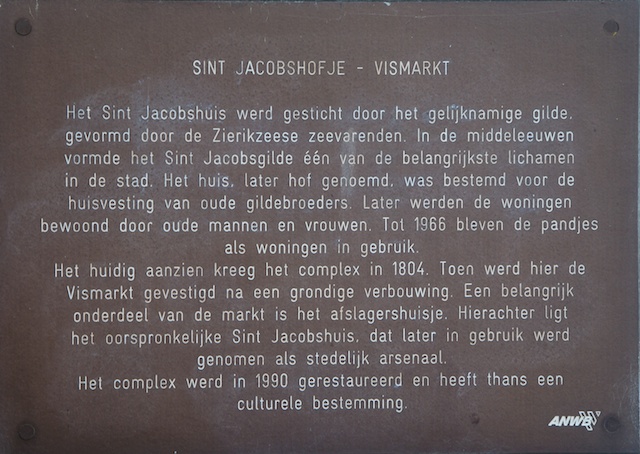 SINT JACOBSHOFJE - VISMARKT
Het Sint Jacobshuis werd gesticht door het gelijknamige gilde,
gevormd door de Zierikzeese zeevarenden. In de middeleeuwen
vormde het Sint Jacobsgilde één van de belangrijkste lichamen
in de stad. Het huis, later hof genoemd, was bestemd voor de
huisvesting van oude gildebroeders. Later werden de woningen
bewoond door oude mannen en vrouwen. Tot 1966 bleven de pandjes
als woningen in gebruik.
Het huidig aanzien kreeg het complex in 1804. Toen werd hier de
Vismarkt gevestigd na een grondige verbouwing. Een belangrijk
onderdeel van de markt is het afslagershuisje. Hierachter ligt
het oorspronkelijke Sint Jacobshuis, dat later in gebruik werd
genomen als stedelijk arsenaal.
Het complex werd in 1990 gerestaureerd en heeft thans een
culturele bestemming.
ANWB